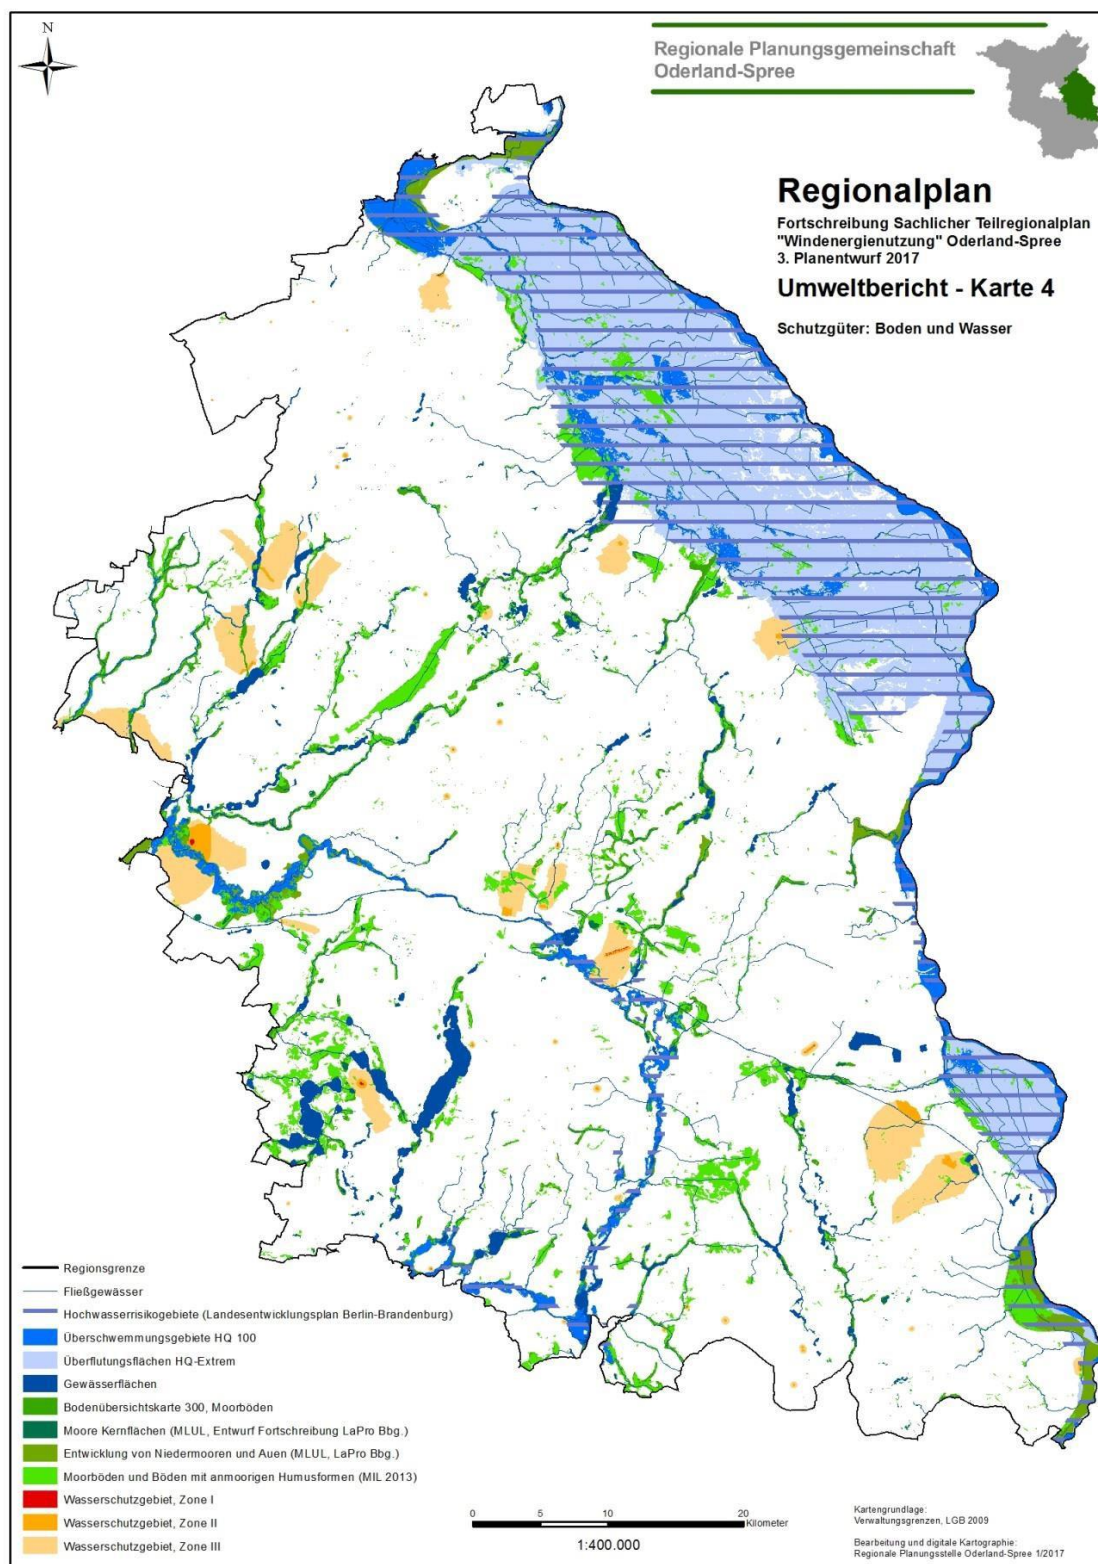 N
Regionale Planungsgemeinschaft
Oderland-Spree
Regionalplan
Fortschreibung Sachlicher Teilregionalplan
"Windenergienutzung" Oderland-Spree
3. Planentwurf 2017
Umweltbericht - Karte 4
Schutzgüter: Boden und Wasser
Regionsgrenze
Fließgewässer
Hochwasserrisikogebiete (Landesentwicklungsplan Berlin-Brandenburg)
Überschwemmungsgebiete HQ 100
Überflutungsflächen HQ-Extrem
Gewässerflächen
Bodenübersichtskarte 300, Moorböden
Moore Kernflächen (MLUL, Entwurf Fortschreibung LaPro Bbg.)
Entwicklung von Niedermooren und Auen (MLUL, LaPro Bbg.)
Moorböden und Böden mit anmoorigen Humusformen (MIL 2013)
Wasserschutzgebiet, Zone I
Wasserschutzgebiet, Zone II
Wasserschutzgebiet, Zone III
0 5 10 20
Kilometer
1:400.000
Kartengrundlage:
Verwaltungsgrenzen, LGB 2009
Bearbeitung und digitale Kartographie:
Regionale Planungsstelle Oderland-Spree 1/2017